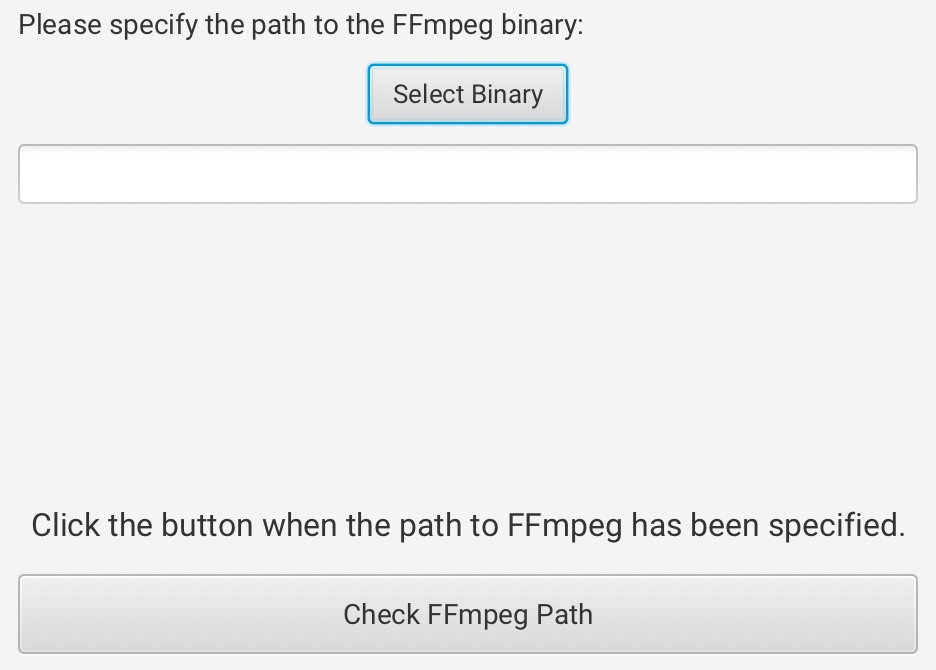 Please specify the path to the FFmpeg binary:
Select Binary
Click the button when the path to FFmpeg has been specified.
Check FFmpeg Path